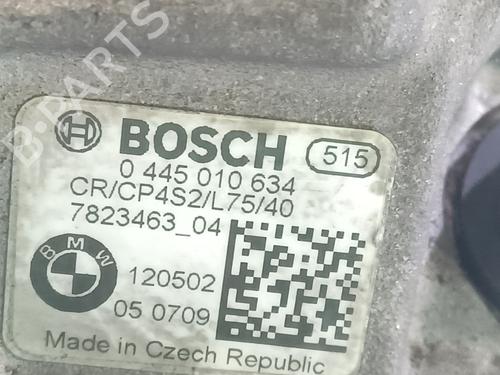 B-PARTS
BOSCH 515
0 445 010 634
CR/CP4S2/L75/40
7823463_04
BMW
120502
05 0709
Made in Czech Republic